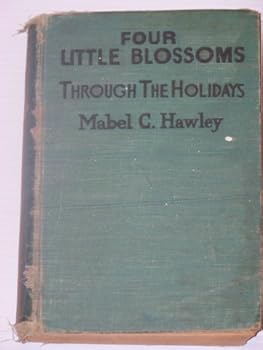 FOUR
LITTLE BLOSSOMS
THROUGH THE HOLIDAYS
MABEL C. HAWLEY